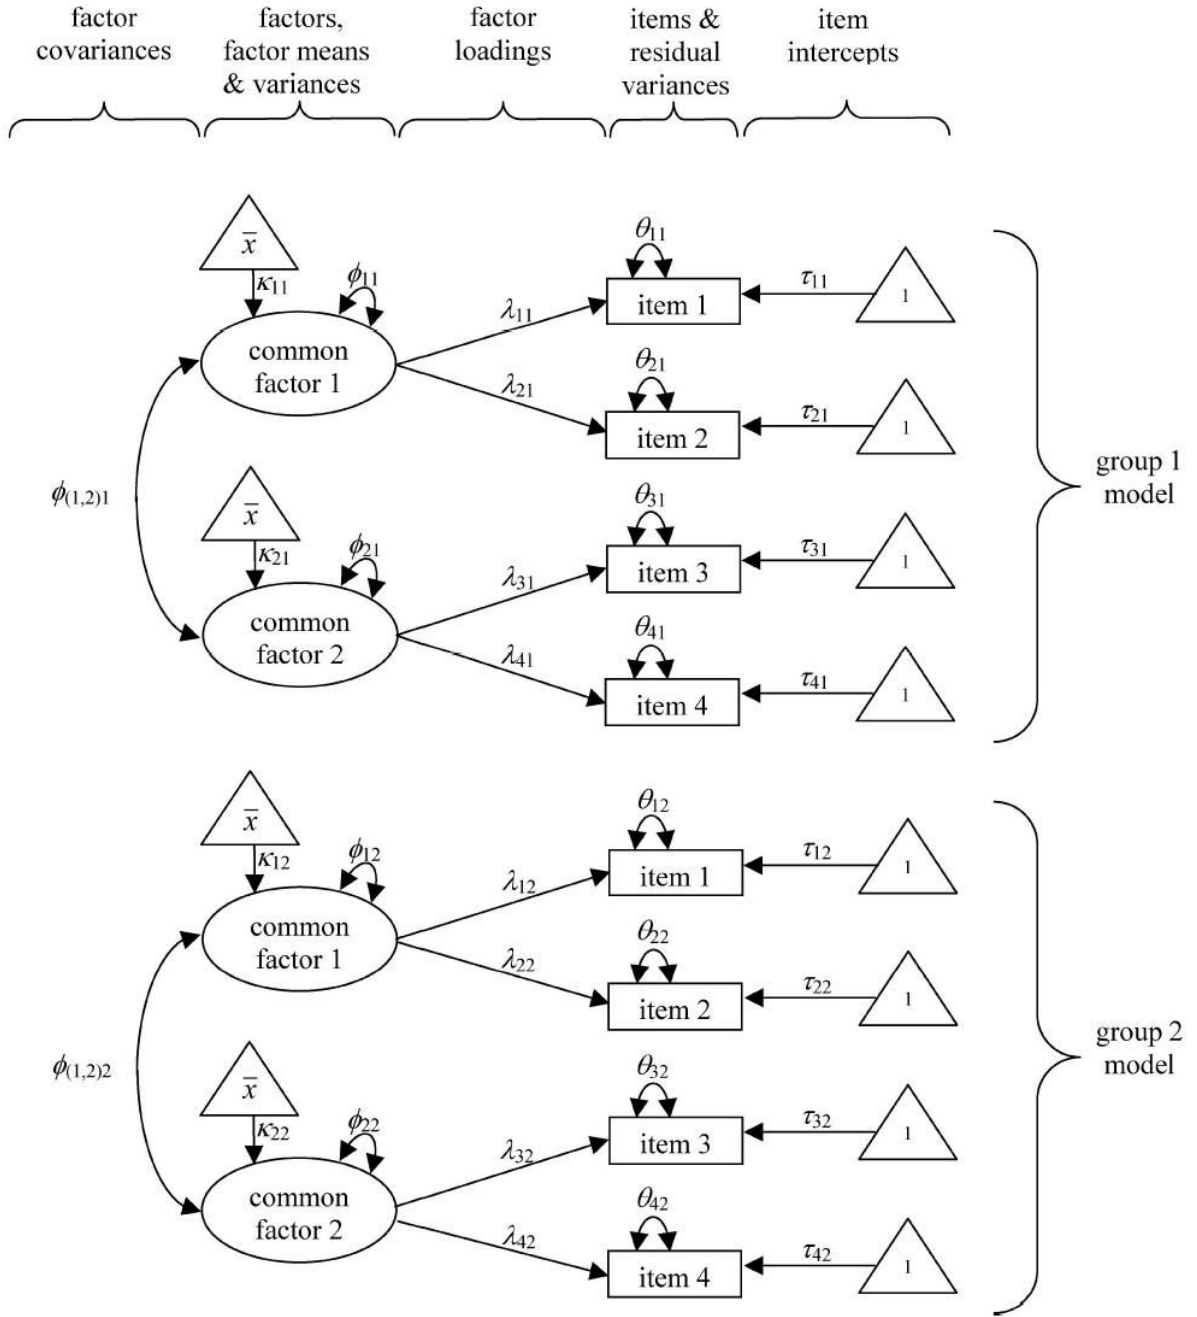 factor
covariances
factors,
factor means
& variances
factor
loadings
items &
residual
variances
item
intercepts
x̅
κ11
ϕ11
common
factor 1
λ11
λ21
θ11
item 1
τ11
1
θ21
item 2
τ21
1
ϕ(1,2)1
x̅
κ21
ϕ21
common
factor 2
λ31
λ41
θ31
item 3
τ31
1
θ41
item 4
τ41
1
group 1
model
x̅
κ12
ϕ12
common
factor 1
λ12
λ22
θ12
item 1
τ12
1
θ22
item 2
τ22
1
ϕ(1,2)2
x̅
κ22
ϕ22
common
factor 2
λ32
λ42
θ32
item 3
τ32
1
θ42
item 4
τ42
1
group 2
model